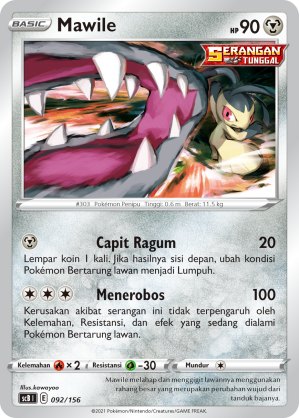 BASIC Mawile HP 90
SERANGAN
TUNGGAL
#303 Pokémon Penipu Tinggi: 0.6 m Berat: 11.5 kg
Capit Ragum 20
Lempar koin 1 kali. Jika hasilnya sisi depan, ubah kondisi
Pokémon Bertarung lawan menjadi Lumpuh.
Menerobos 100
Kerusakan akibat serangan ini tidak terpengaruh oleh
Kelemahan, Resistansi, dan efek yang sedang dialami
Pokémon Bertarung lawan.
Kelemahan × 2 Resistansi -30 Mundur
Illus. kawayoo
sc3 I E 092/156
Mawile melahap dan menggigit lawannya menggunakan
rahang besar yang merupakan perubahan wujud dari
tanduk bajanya.
©2021 Pokémon/Nintendo/Creatures/GAME FREAK